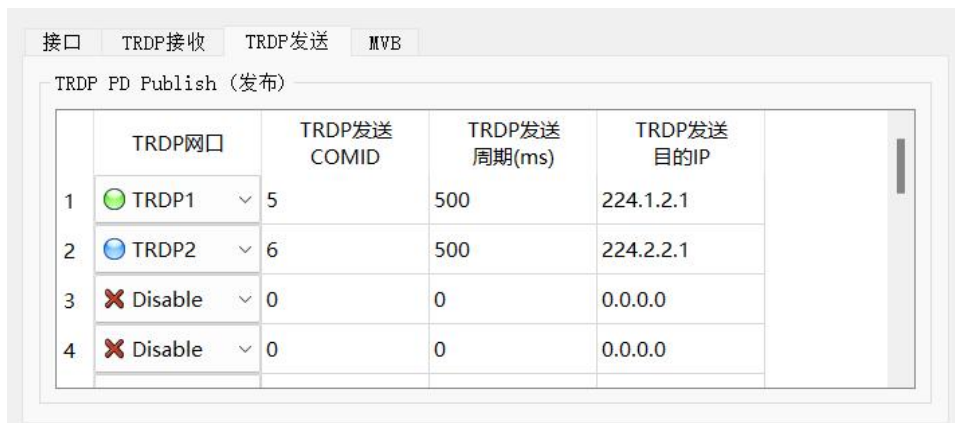 接口 TRDP接收 TRDP发送 MVB
TRDP PD Publish (发布)
TRDP网口 TRDP发送 COMID TRDP发送 周期(ms) TRDP发送 目的IP
1 TRDP1 5 500 224.1.2.1
2 TRDP2 6 500 224.2.2.1
3 Disable 0 0 0.0.0.0
4 Disable 0 0 0.0.0.0